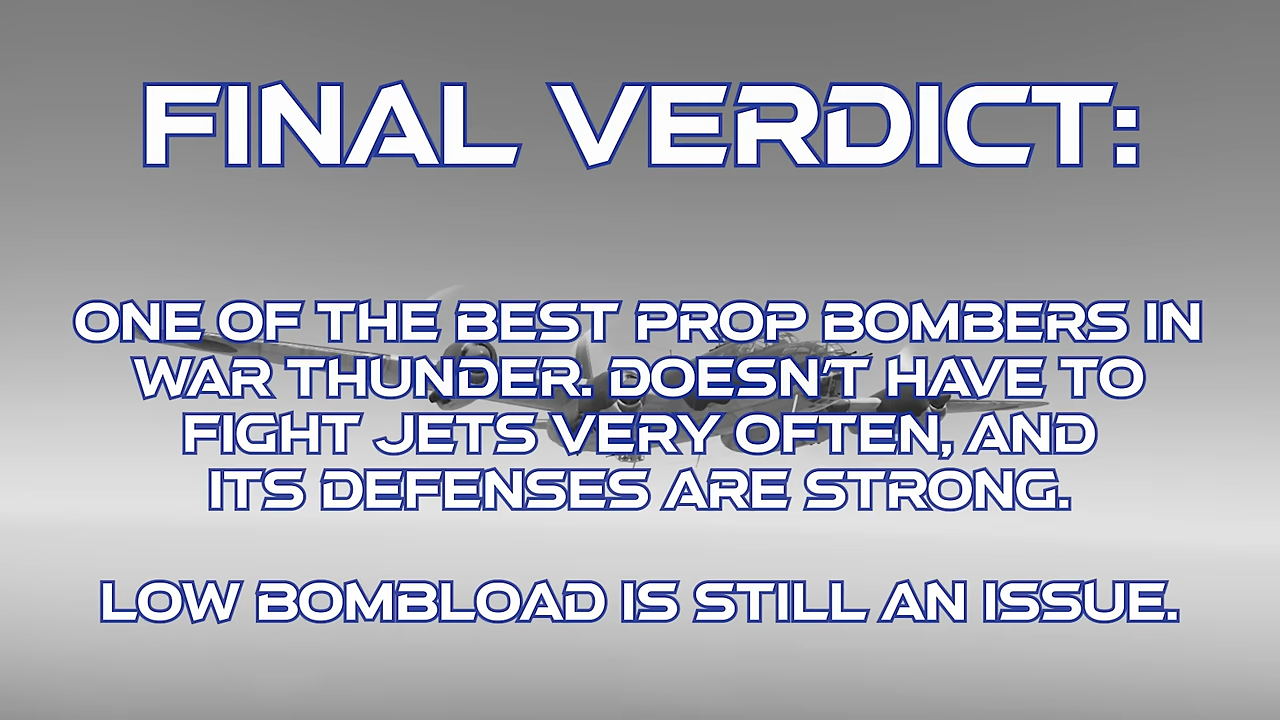 FINAL VERDICT:
ONE OF THE BEST PROP BOMBERS IN
WAR THUNDER. DOESN'T HAVE TO
FIGHT JETS VERY OFTEN, AND
ITS DEFENSES ARE STRONG.
LOW BOMBLOAD IS STILL AN ISSUE.